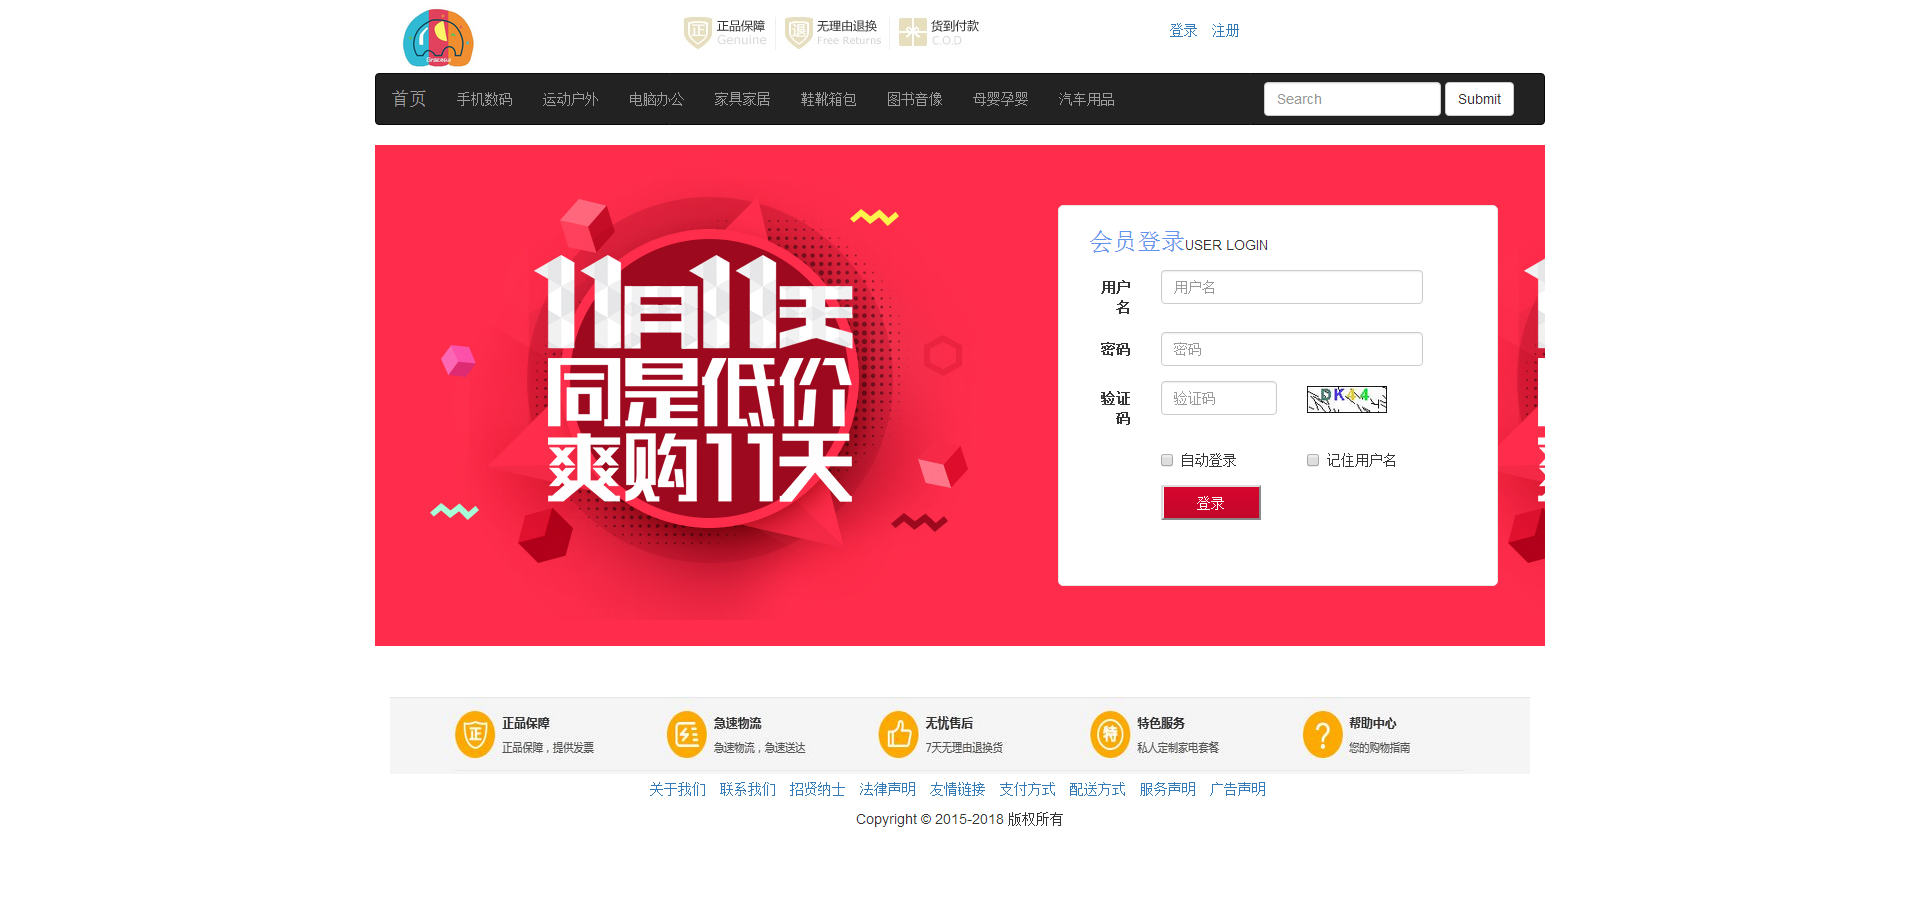 Graceful
正品保障 无理由退换 货到付款
Genuine Free Returns C.O.D
登录 注册
首页 手机数码 运动户外 电脑办公 家具家居 鞋靴箱包 图书音像 母婴孕婴 汽车用品 Search Submit
11月11天
同是低价
爽购11天
会员登录USER LOGIN
用户名 用户名
密码 密码
验证码 验证码 DK44
自动登录 记住用户名
登录
正 正品保障 急速物流 无忧售后 特 特色服务 ? 帮助中心
正品保障，提供发票 急速物流，急速送达 7天无理由退换货 私人定制家电套餐 您的购物指南
关于我们 联系我们 招贤纳士 法律声明 友情链接 支付方式 配送方式 服务声明 广告声明
Copyright © 2015-2018 版权所有